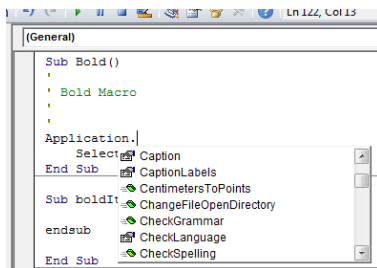 Ln 122, Col 13
(General)
Sub Bold()
'
' Bold Macro
'
'
Application.
Select
End Sub
Caption
CaptionLabels
CentimetersToPoints
ChangeFileOpenDirectory
CheckGrammar
CheckLanguage
CheckSpelling
Sub boldIt
endsub
End Sub